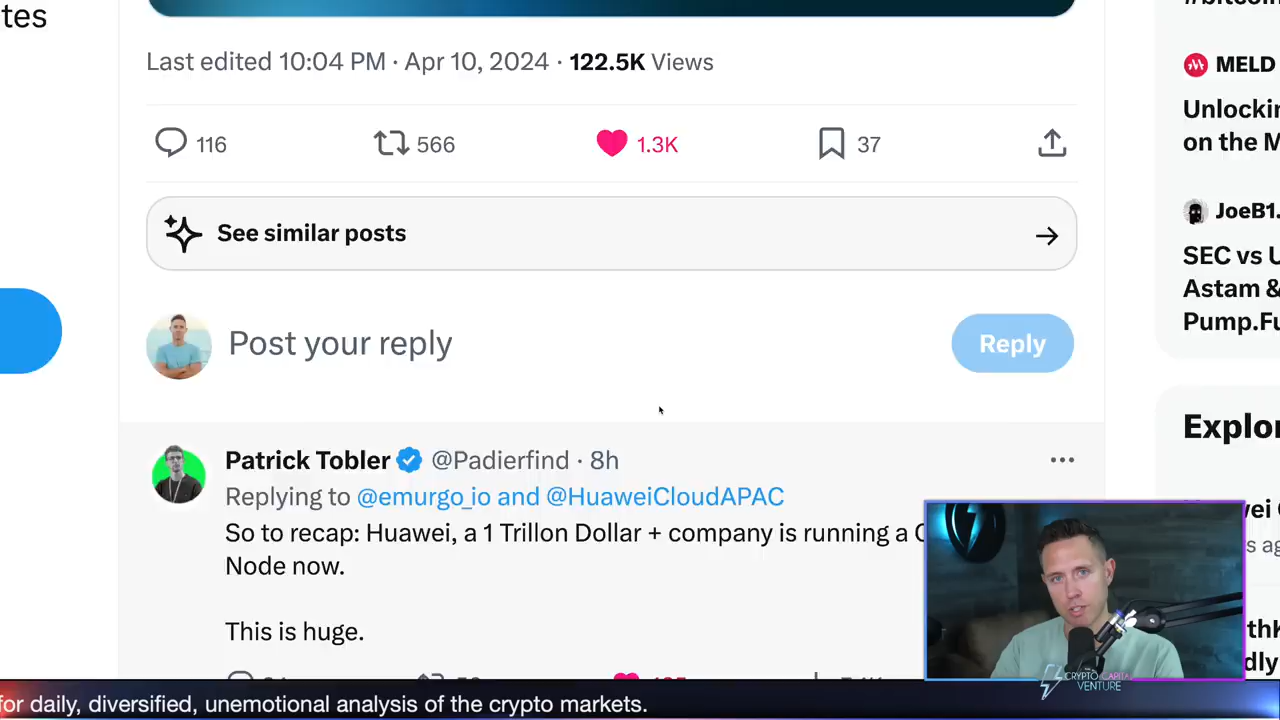 tes
Last edited 10:04 PM · Apr 10, 2024 · 122.5K Views
116 566 1.3K 37
See similar posts
Post your reply
Reply
Patrick Tobler @Padierfind · 8h
Replying to @emurgo_io and @HuaweiCloudAPAC
So to recap: Huawei, a 1 Trillon Dollar + company is running a
Node now.
This is huge.
MELD
Unlockin
on the M
JoeB1.
SEC vs U
Astam &
Pump.Fu
Explor
CRYPTO CAPITAL
VENTURE
for daily, diversified, unemotional analysis of the crypto markets.